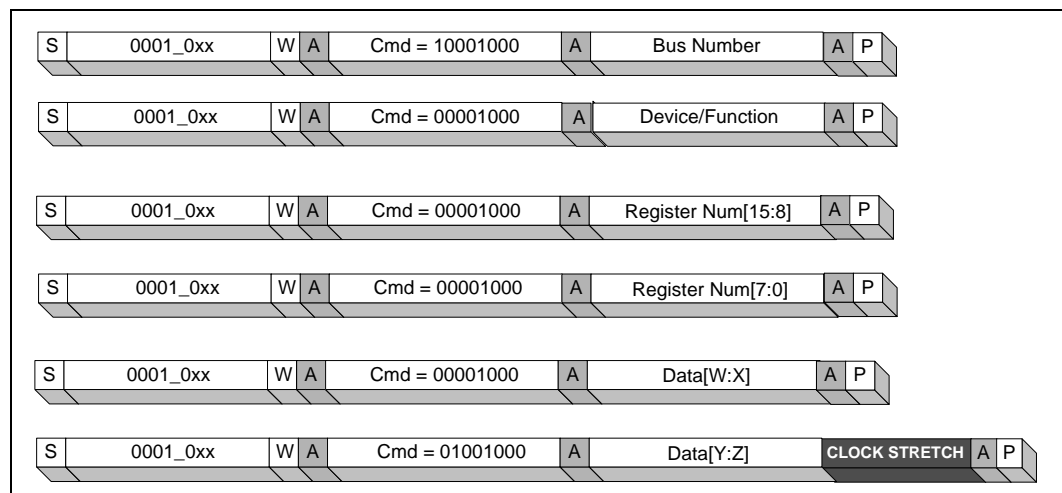 S 0001_0xx W A Cmd = 10001000 A Bus Number A P
S 0001_0xx W A Cmd = 00001000 A Device/Function A P
S 0001_0xx W A Cmd = 00001000 A Register Num[15:8] A P
S 0001_0xx W A Cmd = 00001000 A Register Num[7:0] A P
S 0001_0xx W A Cmd = 00001000 A Data[W:X] A P
S 0001_0xx W A Cmd = 01001000 A Data[Y:Z] CLOCK STRETCH A P